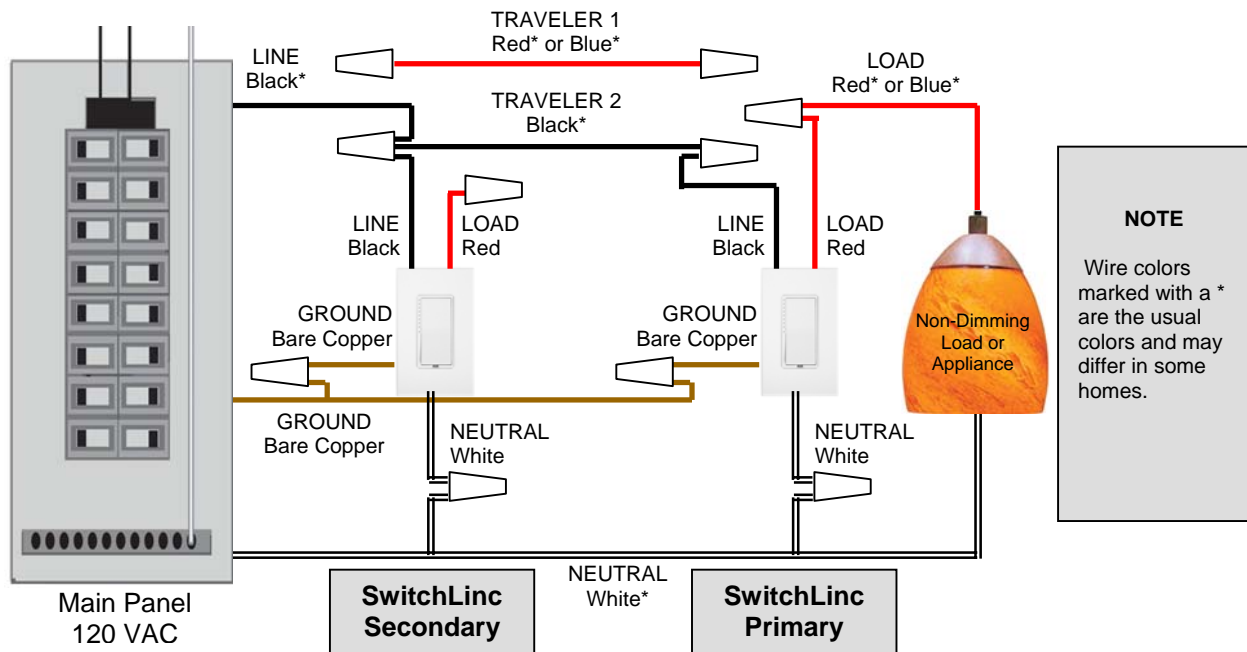 TRAVELER 1
Red* or Blue*
LINE
Black*
LOAD
Red* or Blue*
TRAVELER 2
Black*
LINE
Black
LOAD
Red
LINE
Black
LOAD
Red
NOTE
Wire colors
marked with a *
are the usual
colors and may
differ in some
homes.
GROUND
Bare Copper
GROUND
Bare Copper
Non-Dimming
Load or
Appliance
GROUND
Bare Copper
NEUTRAL
White
NEUTRAL
White
NEUTRAL
White*
Main Panel
120 VAC
SwitchLinc
Secondary
SwitchLinc
Primary